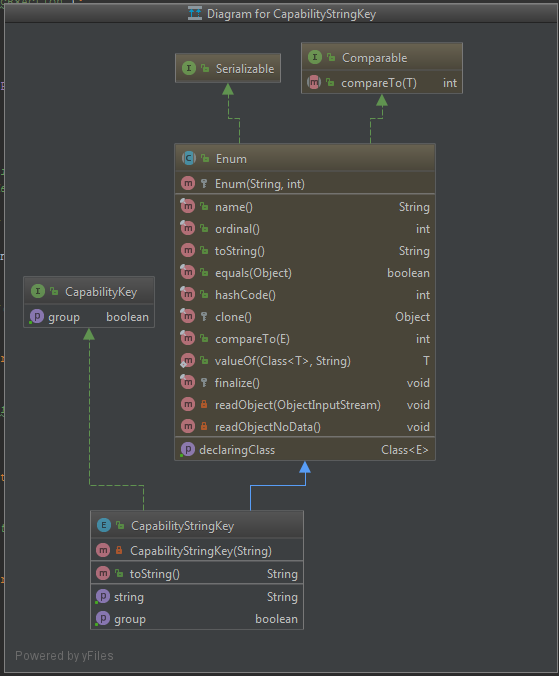 Diagram for CapabilityStringKey
I Serializable
I Comparable
m compareTo(T) int
C Enum
m Enum(String, int)
m name() String
m ordinal() int
m toString() String
m equals(Object) boolean
m hashCode() int
m clone() Object
m compareTo(E) int
m valueOf(Class<T>, String) T
m finalize() void
m readObject(ObjectInputStream) void
m readObjectNoData() void
p declaringClass Class<E>
I CapabilityKey
p group boolean
E CapabilityStringKey
m CapabilityStringKey(String)
m toString() String
p string String
p group boolean
Powered by yFiles